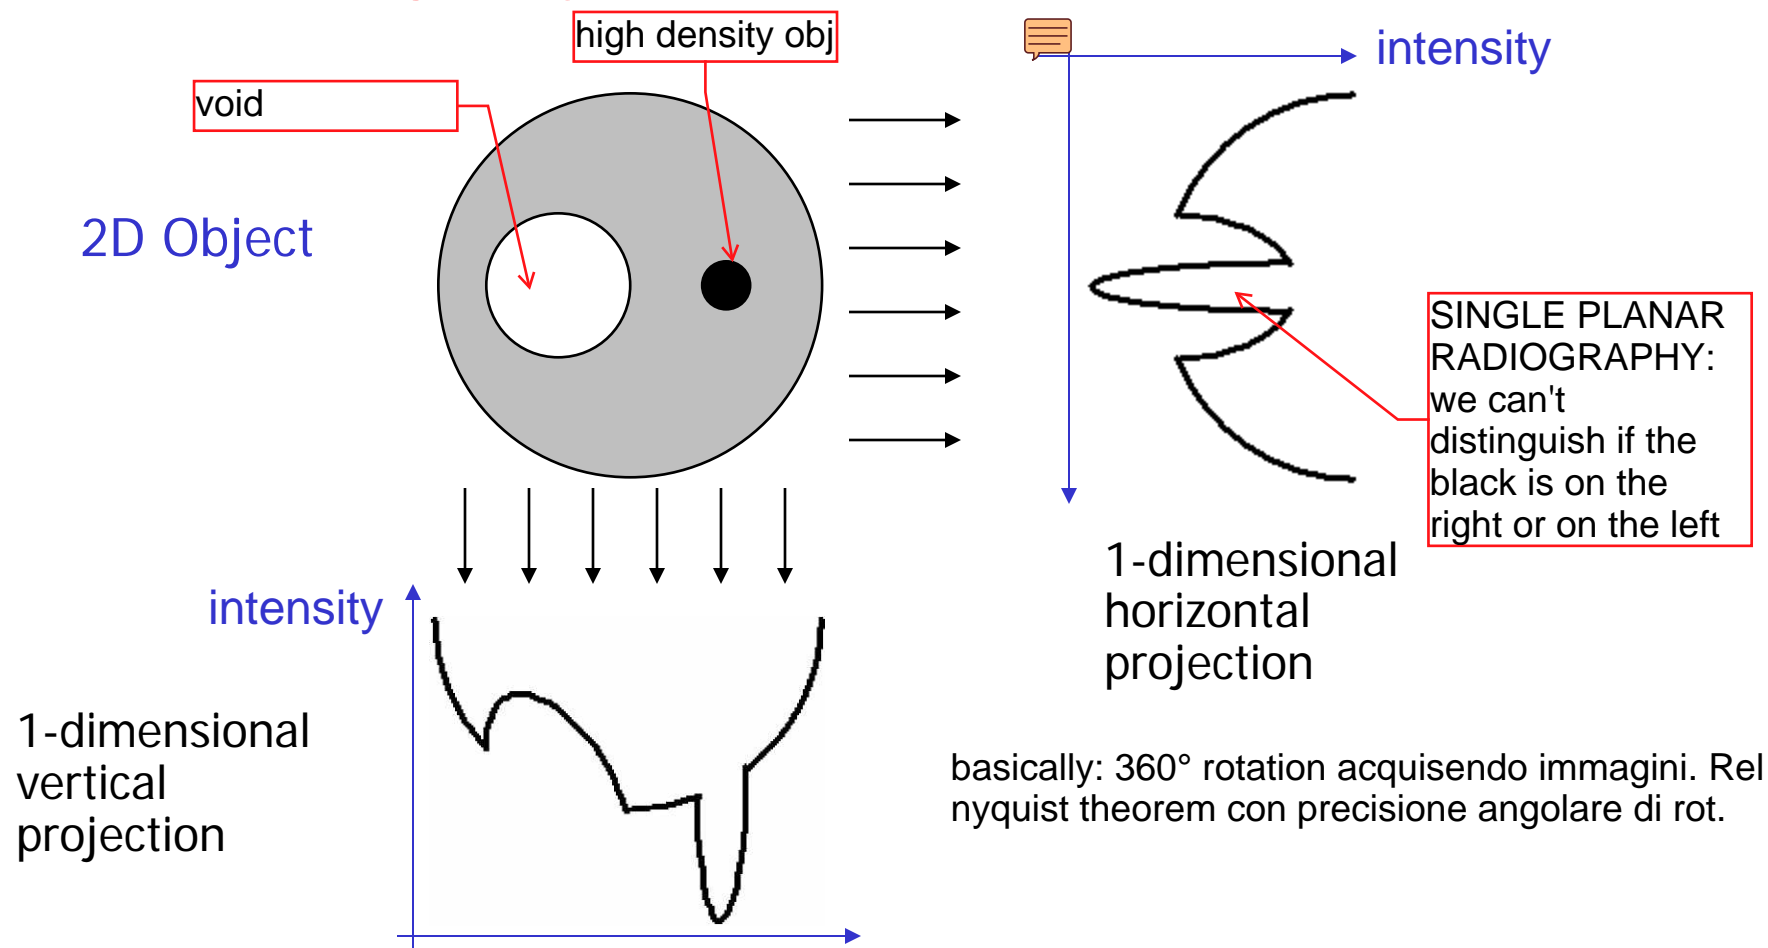 high density obj
void
intensity
2D Object
SINGLE PLANAR
RADIOGRAPHY:
we can't
distinguish if the
black is on the
right or on the left
1-dimensional
horizontal
projection
intensity
1-dimensional
vertical
projection
basically: 360° rotation acquisendo immagini. Rel
nyquist theorem con precisione angolare di rot.